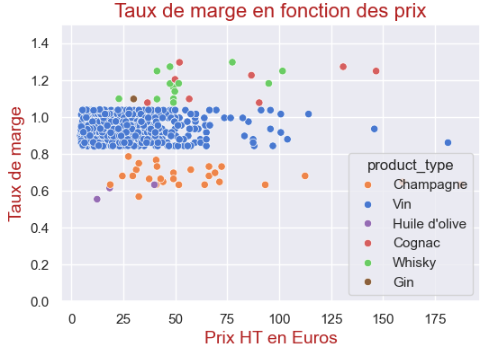 Taux de marge en fonction des prix
1.4
1.2
1.0
0.8
0.6
0.4
0.2
0.0
Taux de marge
product_type
Champagne
Vin
Huile d'olive
Cognac
Whisky
Gin
0 25 50 75 100 125 150 175
Prix HT en Euros